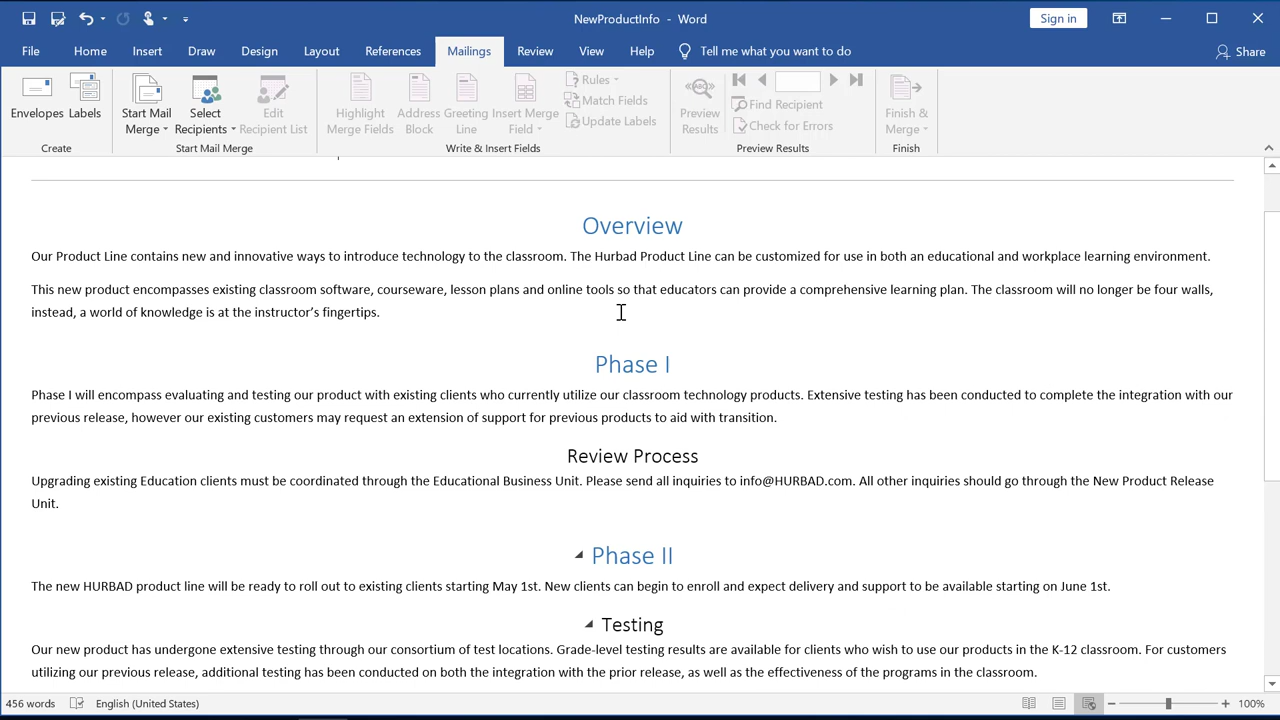 NewProductInfo - Word
Sign in
File Home Insert Draw Design Layout References Mailings Review View Help Tell me what you want to do Share
Envelopes Labels
Start Mail Merge
Select Recipients
Edit Recipient List
Highlight Merge Fields
Address Block
Greeting Line
Insert Merge Field
Rules
Match Fields
Update Labels
Preview Results
Find Recipient
Check for Errors
Finish & Merge
Create Start Mail Merge Write & Insert Fields Preview Results Finish
Overview
Our Product Line contains new and innovative ways to introduce technology to the classroom. The Hurbad Product Line can be customized for use in both an educational and workplace learning environment.
This new product encompasses existing classroom software, courseware, lesson plans and online tools so that educators can provide a comprehensive learning plan. The classroom will no longer be four walls,
instead, a world of knowledge is at the instructor's fingertips.
Phase I
Phase I will encompass evaluating and testing our product with existing clients who currently utilize our classroom technology products. Extensive testing has been conducted to complete the integration with our
previous release, however our existing customers may request an extension of support for previous products to aid with transition.
Review Process
Upgrading existing Education clients must be coordinated through the Educational Business Unit. Please send all inquiries to info@HURBAD.com. All other inquiries should go through the New Product Release
Unit.
Phase II
The new HURBAD product line will be ready to roll out to existing clients starting May 1st. New clients can begin to enroll and expect delivery and support to be available starting on June 1st.
Testing
Our new product has undergone extensive testing through our consortium of test locations. Grade-level testing results are available for clients who wish to use our products in the K-12 classroom. For customers
utilizing our previous release, additional testing has been conducted on both the integration with the prior release, as well as the effectiveness of the programs in the classroom.
456 words English (United States) 100%